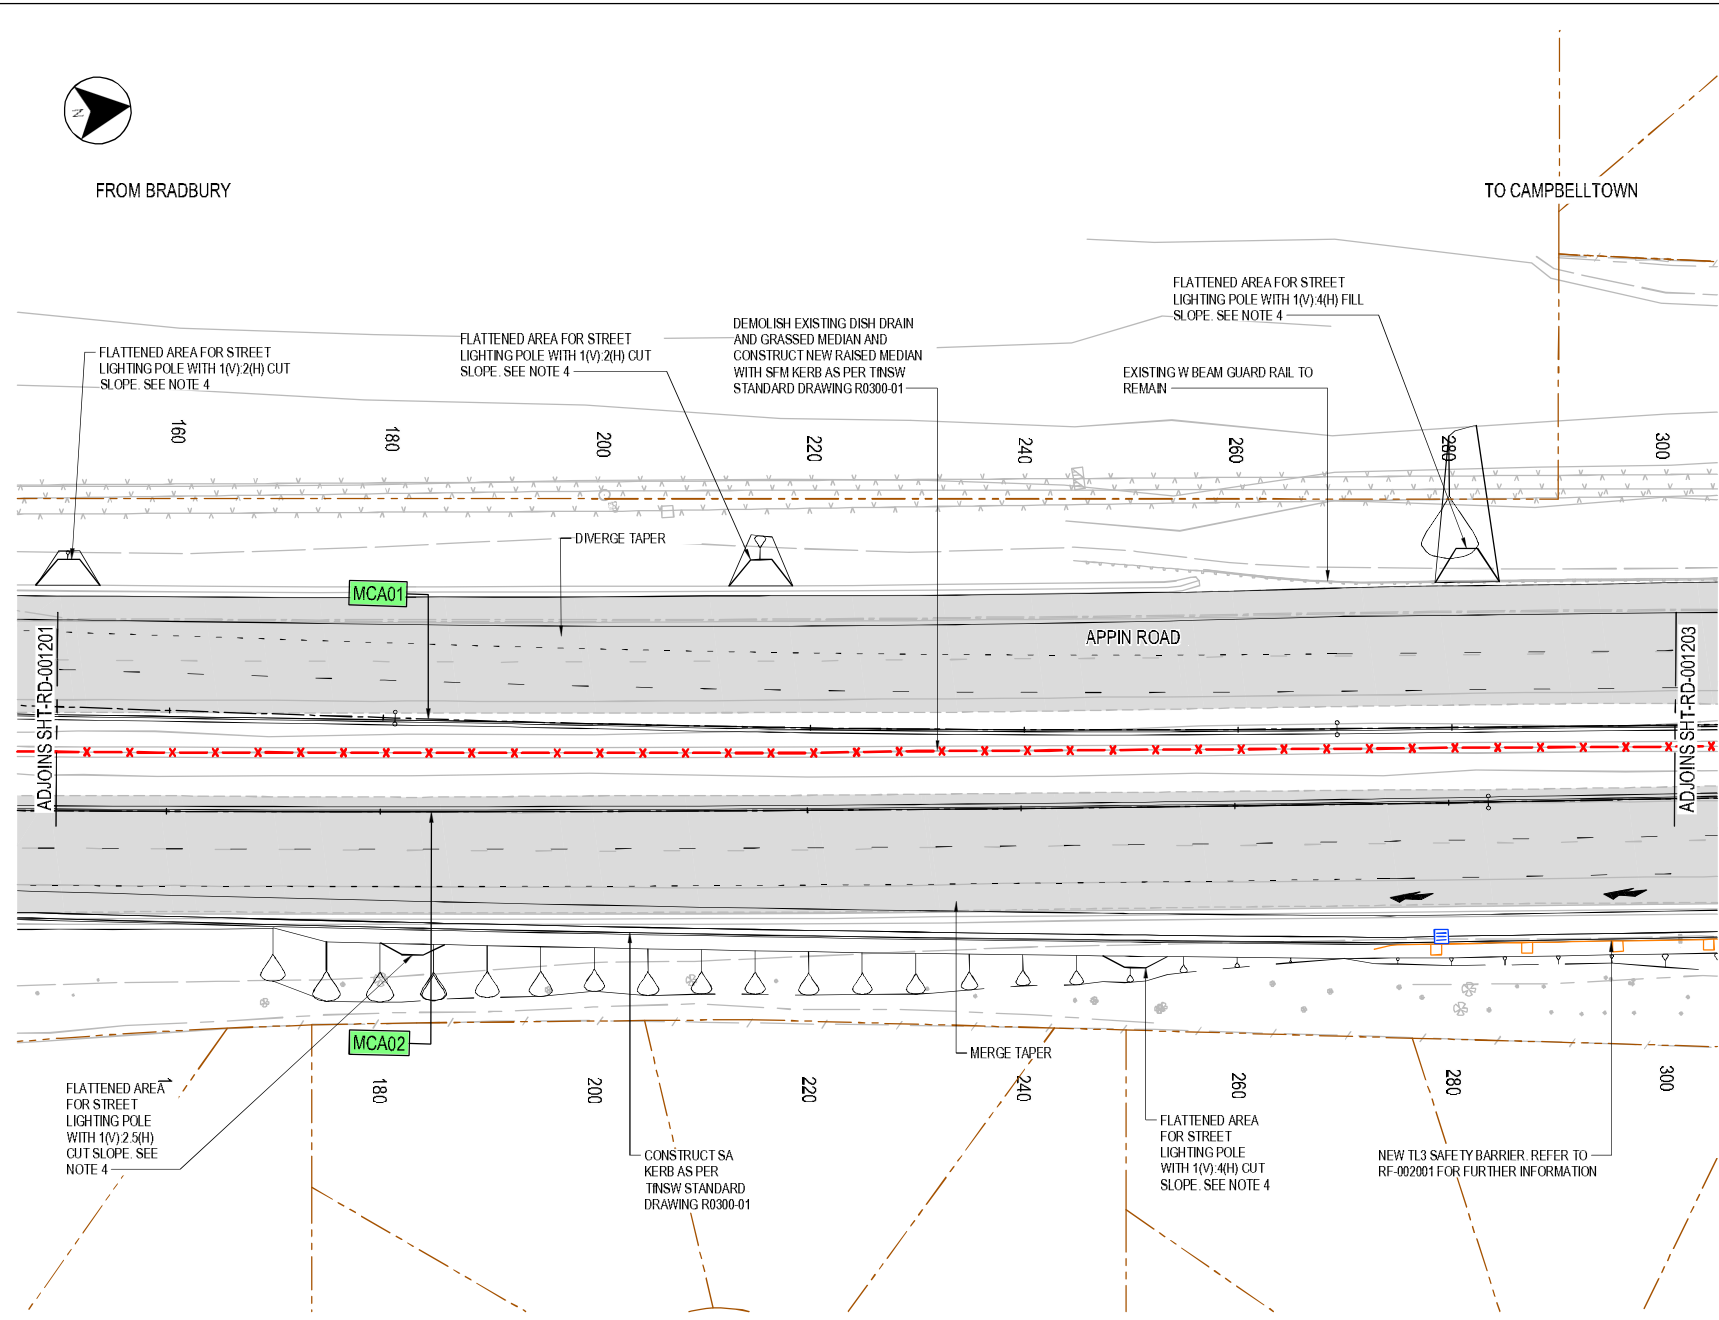 N
FROM BRADBURY
TO CAMPBELLTOWN
FLATTENED AREA FOR STREET
LIGHTING POLE WITH 1(V):2(H) CUT
SLOPE. SEE NOTE 4
FLATTENED AREA FOR STREET
LIGHTING POLE WITH 1(V):2(H) CUT
SLOPE. SEE NOTE 4
DEMOLISH EXISTING DISH DRAIN
AND GRASSED MEDIAN AND
CONSTRUCT NEW RAISED MEDIAN
WITH SFM KERB AS PER TfNSW
STANDARD DRAWING R0300-01
FLATTENED AREA FOR STREET
LIGHTING POLE WITH 1(V):4(H) FILL
SLOPE. SEE NOTE 4
EXISTING W BEAM GUARD RAIL TO
REMAIN
160
180
200
220
240
260
280
300
DIVERGE TAPER
MCA01
APPIN ROAD
ADJOINS SHT-RD-001201
ADJOINS SHT-RD-001203
MCA02
MERGE TAPER
180
200
220
240
260
280
300
FLATTENED AREA
FOR STREET
LIGHTING POLE
WITH 1(V):2.5(H)
CUT SLOPE. SEE
NOTE 4
CONSTRUCT SA
KERB AS PER
TfNSW STANDARD
DRAWING R0300-01
FLATTENED AREA
FOR STREET
LIGHTING POLE
WITH 1(V):4(H) CUT
SLOPE. SEE NOTE 4
NEW TL3 SAFETY BARRIER. REFER TO
RF-002001 FOR FURTHER INFORMATION